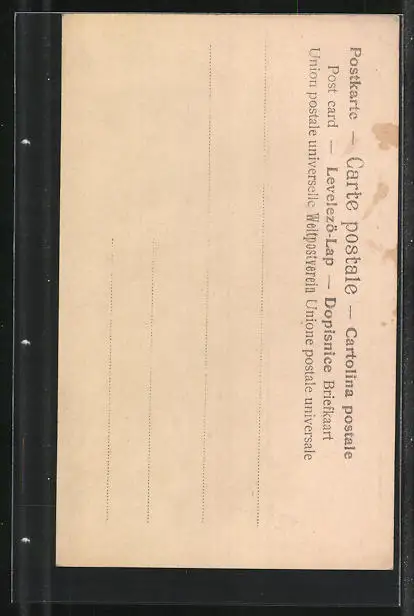 Postkarte — Carte postale — Cartolina postale
Post card — Levelező-Lap — Dopisnice Briefkaart
Union postale universelle Weltpostverein Unione postale universale